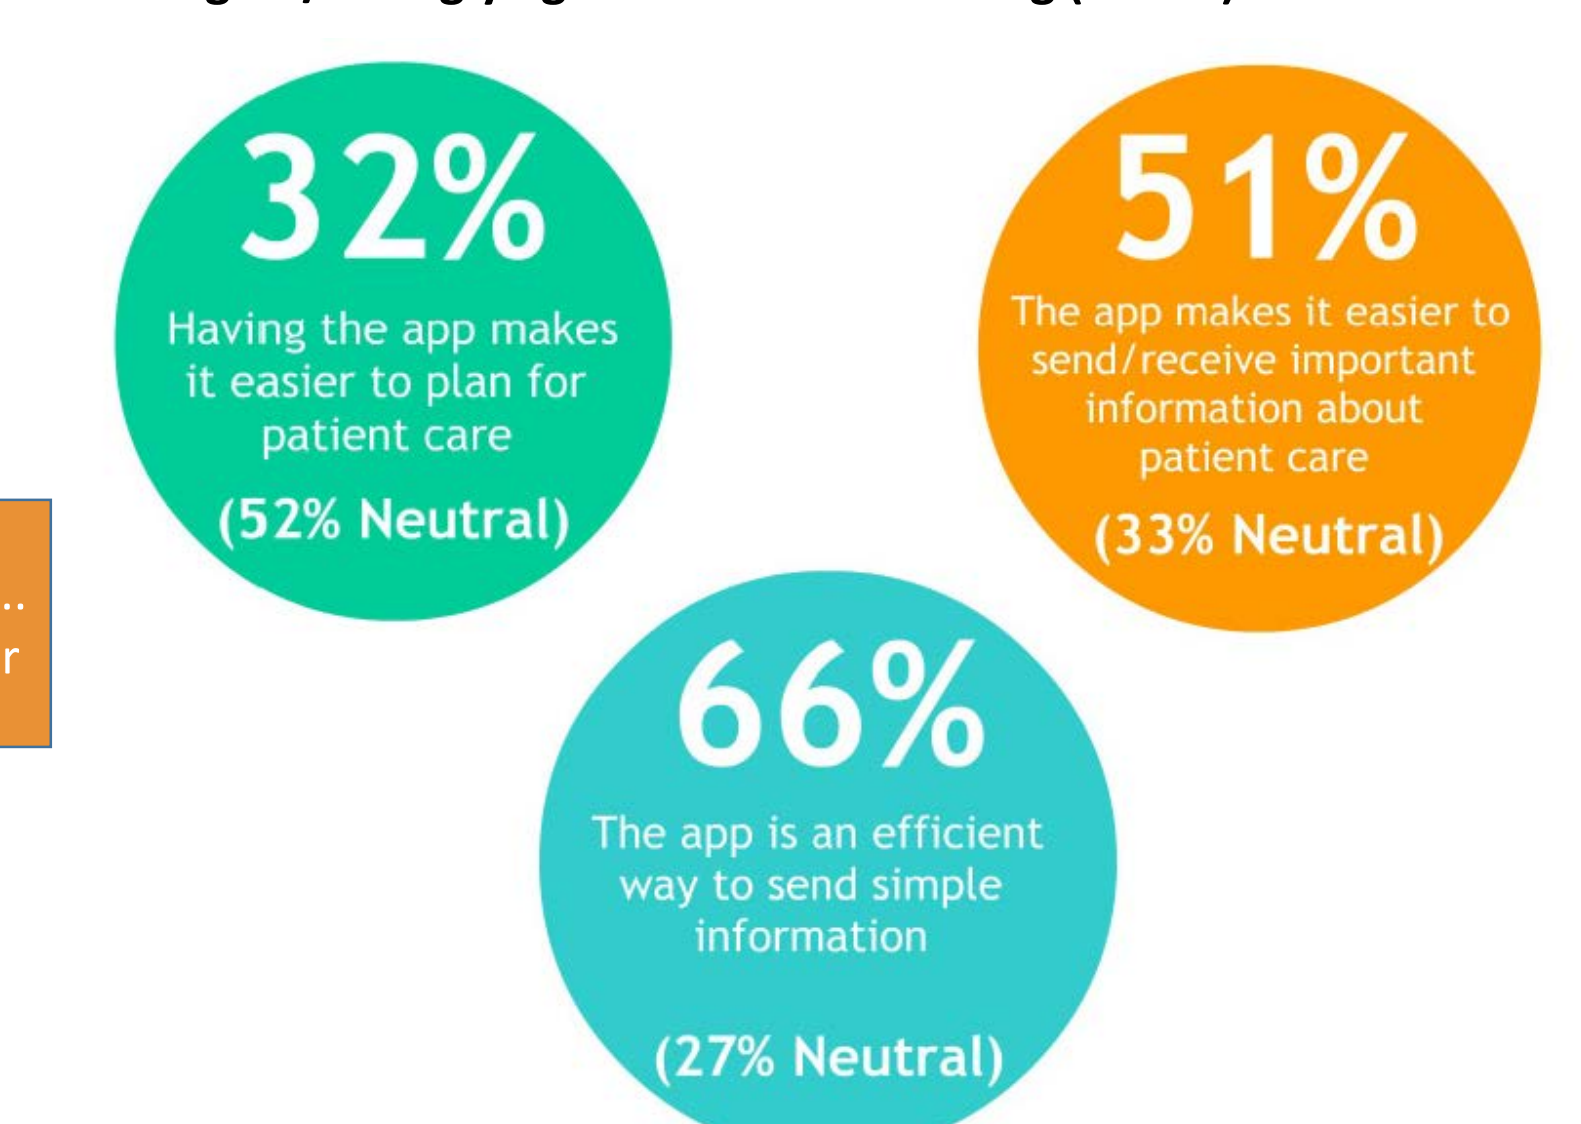 32%
Having the app makes
it easier to plan for
patient care
(52% Neutral)
51%
The app makes it easier to
send/receive important
information about
patient care
(33% Neutral)
..
r
66%
The app is an efficient
way to send simple
information
(27% Neutral)